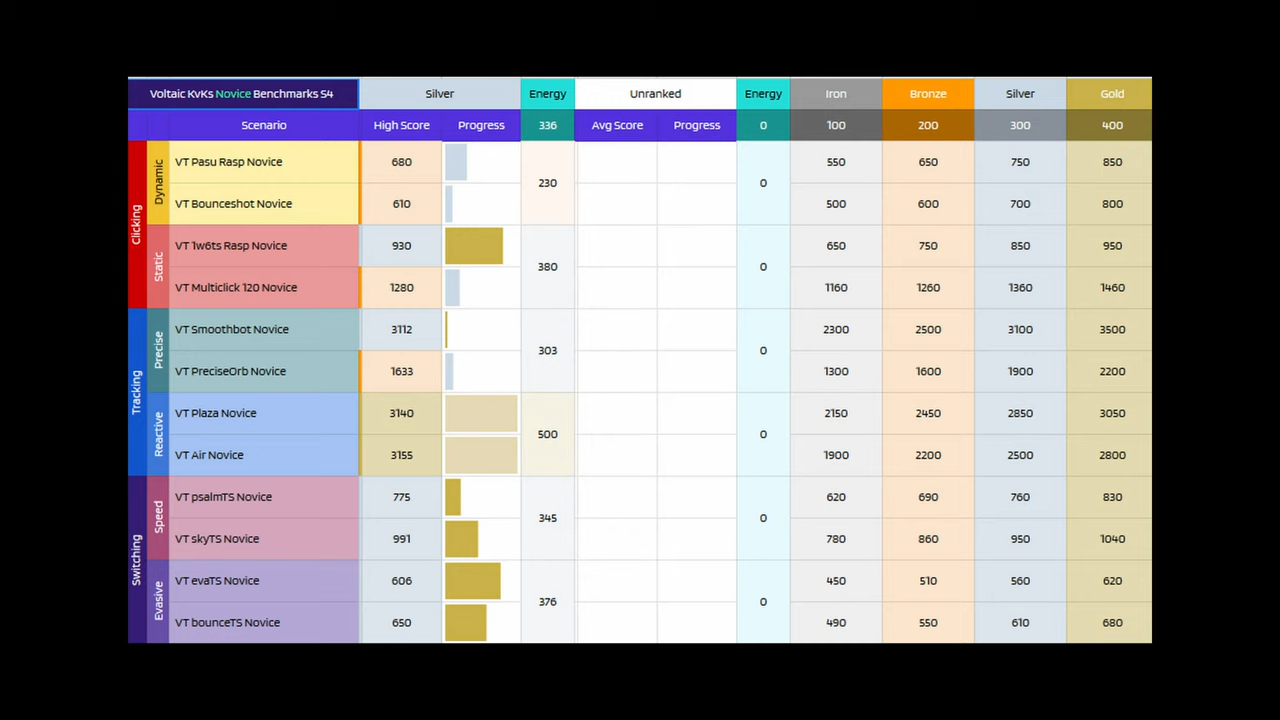 Voltaic KvKs Novice Benchmarks S4 Silver Energy Unranked Energy Iron Bronze Silver Gold
Scenario High Score Progress 336 Avg Score Progress 0 100 200 300 400
Clicking
Dynamic
VT Pasu Rasp Novice 680 230 0 550 650 750 850
VT Bounceshot Novice 610 500 600 700 800
Static
VT 1w6ts Rasp Novice 930 380 0 650 750 850 950
VT Multiclick 120 Novice 1280 1160 1260 1360 1460
Tracking
Precise
VT Smoothbot Novice 3112 303 0 2300 2500 3100 3500
VT PreciseOrb Novice 1633 1300 1600 1900 2200
Reactive
VT Plaza Novice 3140 500 0 2150 2450 2850 3050
VT Air Novice 3155 1900 2200 2500 2800
Switching
Speed
VT psalmTS Novice 775 345 0 620 690 760 830
VT skyTS Novice 991 780 860 950 1040
Evasive
VT evaTS Novice 606 376 0 450 510 560 620
VT bounceTS Novice 650 490 550 610 680